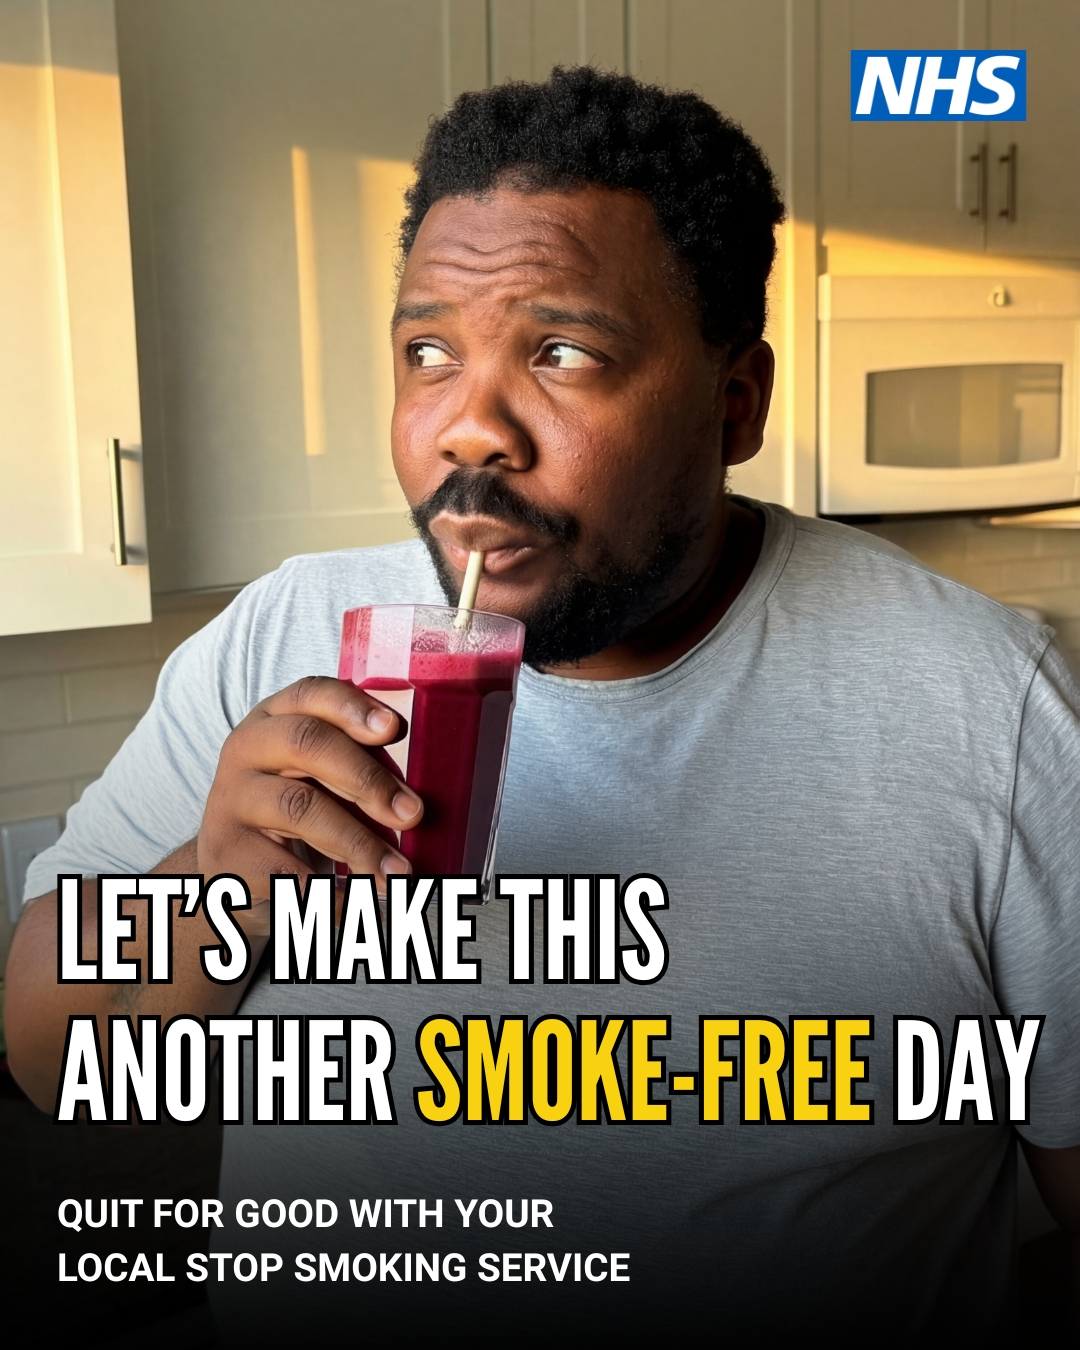 NHS
LET’S MAKE THIS
ANOTHER SMOKE-FREE DAY
QUIT FOR GOOD WITH YOUR
LOCAL STOP SMOKING SERVICE